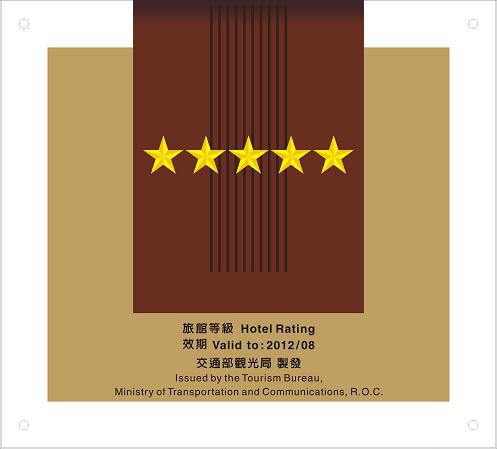 旅館等級 Hotel Rating
效期 Valid to: 2012/08
交通部觀光局 製發
Issued by the Tourism Bureau,
Ministry of Transportation and Communications, R.O.C.